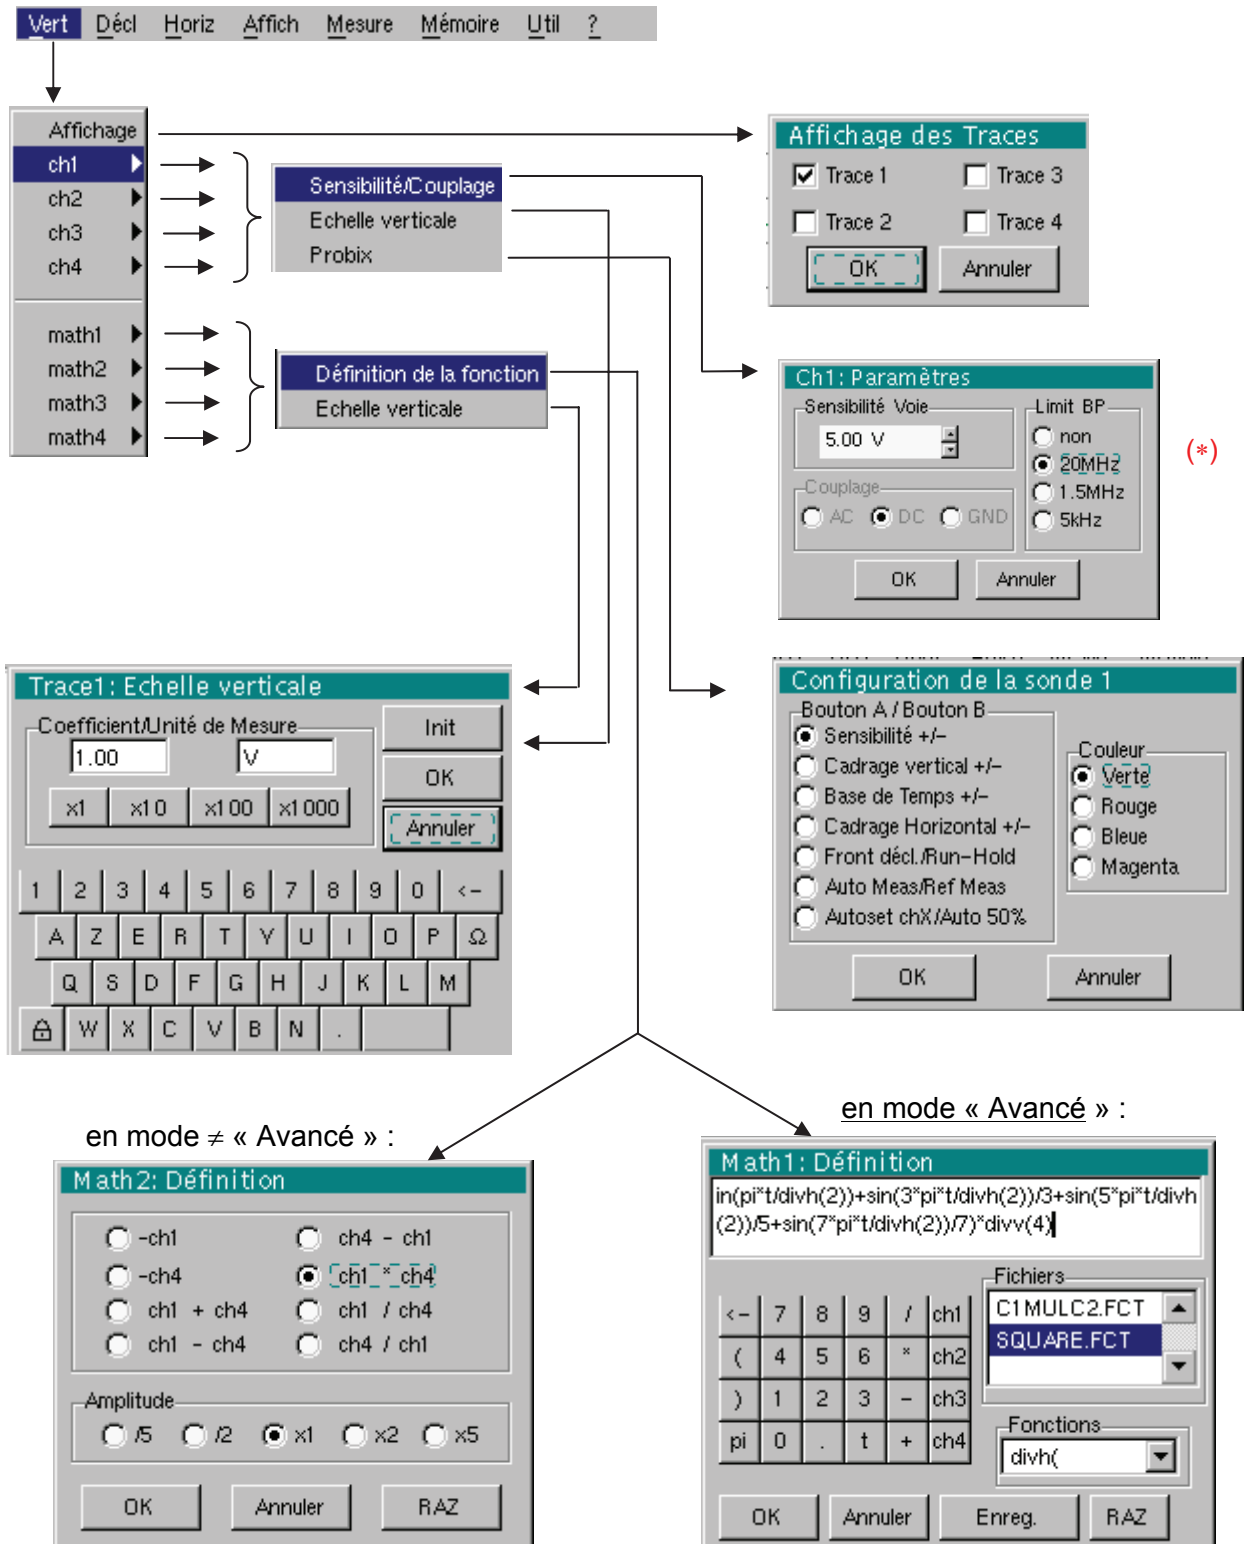 Vert Décl Horiz Affich Mesure Mémoire Util ?
Affichage
ch1
ch2
ch3
ch4
math1
math2
math3
math4
Sensibilité/Couplage
Echelle verticale
Probix
Définition de la fonction
Echelle verticale
Affichage des Traces
Trace 1 Trace 3
Trace 2 Trace 4
OK Annuler
Ch1: Paramètres
Sensibilité Voie Limit BP
5.00 V
non
20MHz
1.5MHz
5kHz
Couplage
AC DC GND
OK Annuler
(*)
Trace1: Echelle verticale
Coefficient/Unité de Mesure
1.00 V
x1 x10 x100 x1000
Init
OK
Annuler
1 2 3 4 5 6 7 8 9 0 <-
A Z E R T Y U I O P Ω
Q S D F G H J K L M
W X C V B N .
Configuration de la sonde 1
Bouton A / Bouton B
Sensibilité +/-
Cadrage vertical +/-
Base de Temps +/-
Cadrage Horizontal +/-
Front décl./Run-Hold
Auto Meas/Ref Meas
Autoset chX/Auto 50%
Couleur
Verte
Rouge
Bleue
Magenta
OK Annuler
en mode ≠ « Avancé » :
Math2: Définition
-ch1 ch4 - ch1
-ch4 ch1 * ch4
ch1 + ch4 ch1 / ch4
ch1 - ch4 ch4 / ch1
Amplitude
/5 /2 x1 x2 x5
OK Annuler RAZ
en mode « Avancé » :
Math1: Définition
in(pi*t/divh(2))+sin(3*pi*t/divh(2))/3+sin(5*pi*t/divh
(2))/5+sin(7*pi*t/divh(2))/7)*divv(4)
<- 7 8 9 / ch1
( 4 5 6 * ch2
) 1 2 3 - ch3
pi 0 . t + ch4
Fichiers
C1MULC2.FCT
SQUARE.FCT
Fonctions
divh(
OK Annuler Enreg. RAZ